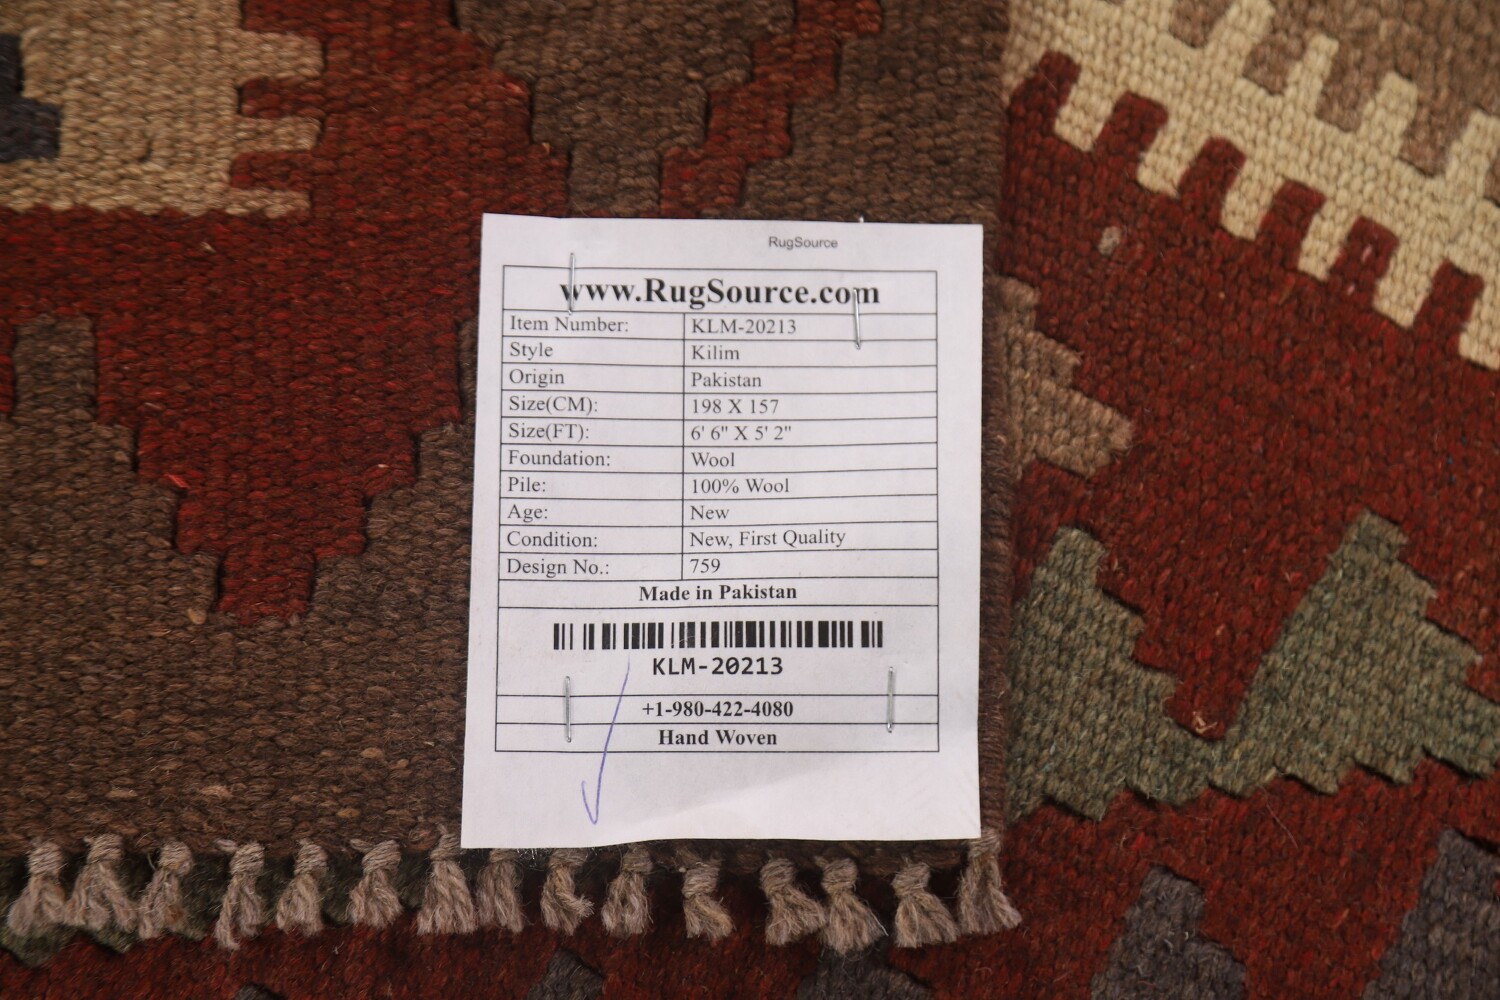 RugSource
www.RugSource.com
Item Number: KLM-20213
Style Kilim
Origin Pakistan
Size(CM): 198 X 157
Size(FT): 6' 6" X 5' 2"
Foundation: Wool
Pile: 100% Wool
Age: New
Condition: New, First Quality
Design No.: 759
Made in Pakistan
KLM-20213
+1-980-422-4080
Hand Woven